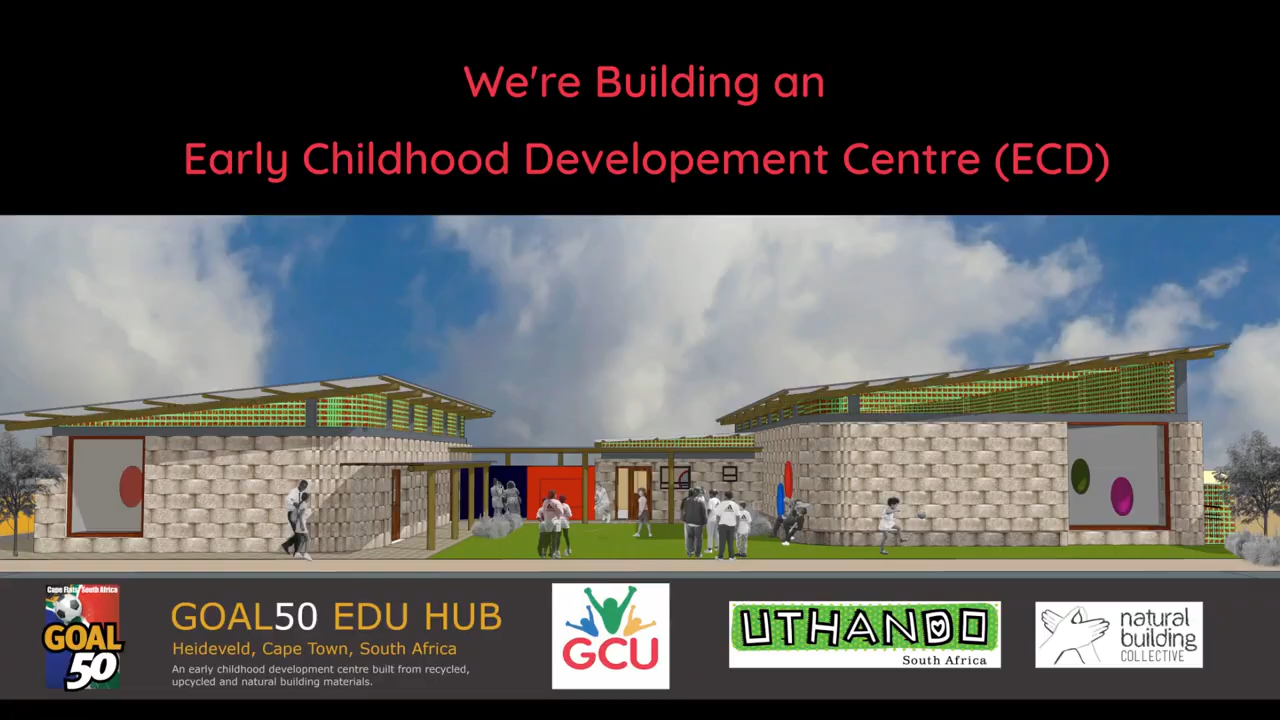 We're Building an
Early Childhood Developement Centre (ECD)
Cape Flats South Africa
GOAL
50
GOAL50 EDU HUB
Heideveld, Cape Town, South Africa
An early childhood development centre built from recycled,
upcycled and natural building materials.
GCU
UTHANDO
South Africa
natural
building
COLLECTIVE